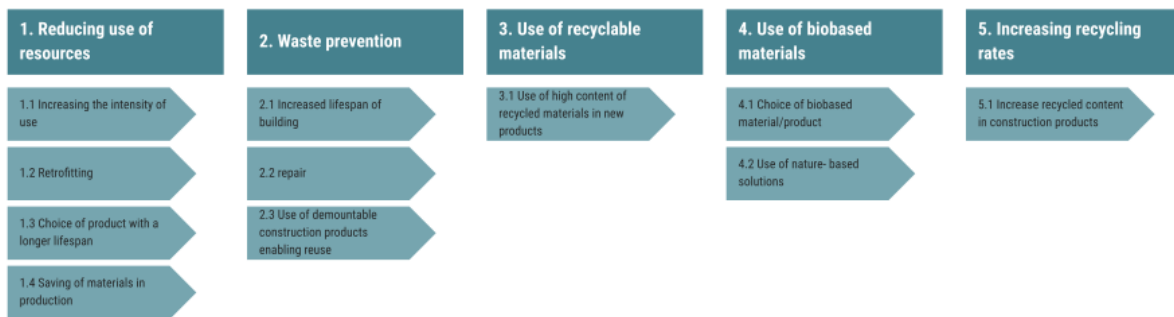 1. Reducing use of
resources
1.1 Increasing the intensity of
use
1.2 Retrofitting
1.3 Choice of product with a
longer lifespan
1.4 Saving of materials in
production
2. Waste prevention
2.1 Increased lifespan of
building
2.2 repair
2.3 Use of demountable
construction products
enabling reuse
3. Use of recyclable
materials
3.1 Use of high content of
recycled materials in new
products
4. Use of biobased
materials
4.1 Choice of biobased
material/product
4.2 Use of nature- based
solutions
5. Increasing recycling
rates
5.1 Increase recycled content
in construction products